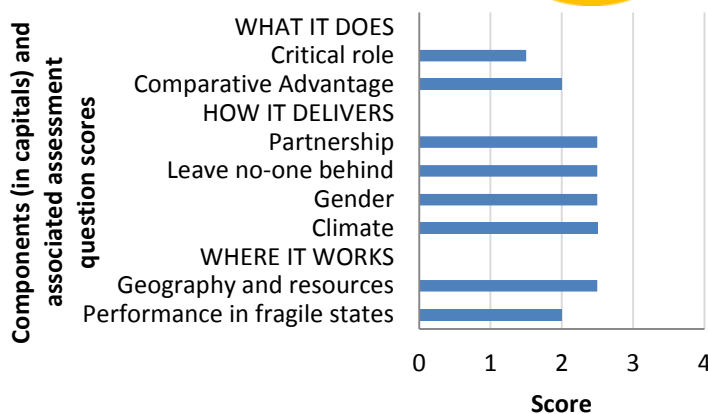 Components (in capitals) and
associated assessment
question scores
WHAT IT DOES
Critical role
Comparative Advantage
HOW IT DELIVERS
Partnership
Leave no-one behind
Gender
Climate
WHERE IT WORKS
Geography and resources
Performance in fragile states
0 1 2 3 4
Score